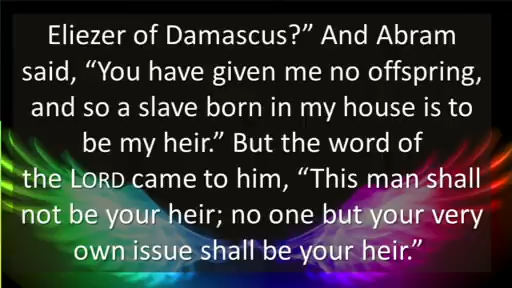 Eliezer of Damascus?” And Abram
said, “You have given me no offspring,
and so a slave born in my house is to
be my heir.” But the word of
the LORD came to him, “This man shall
not be your heir; no one but your very
own issue shall be your heir.”